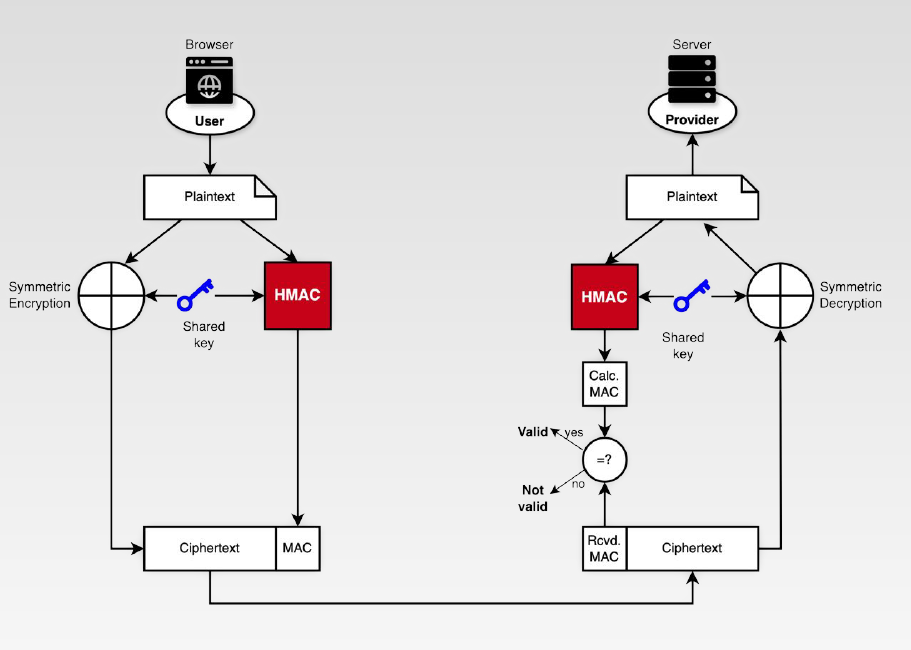 Browser
User
Plaintext
Symmetric
Encryption
Shared
key
HMAC
Ciphertext
MAC
Server
Provider
Plaintext
HMAC
Shared
key
Symmetric
Decryption
Calc.
MAC
=?
Valid
yes
Not
valid
no
Rcvd.
MAC
Ciphertext